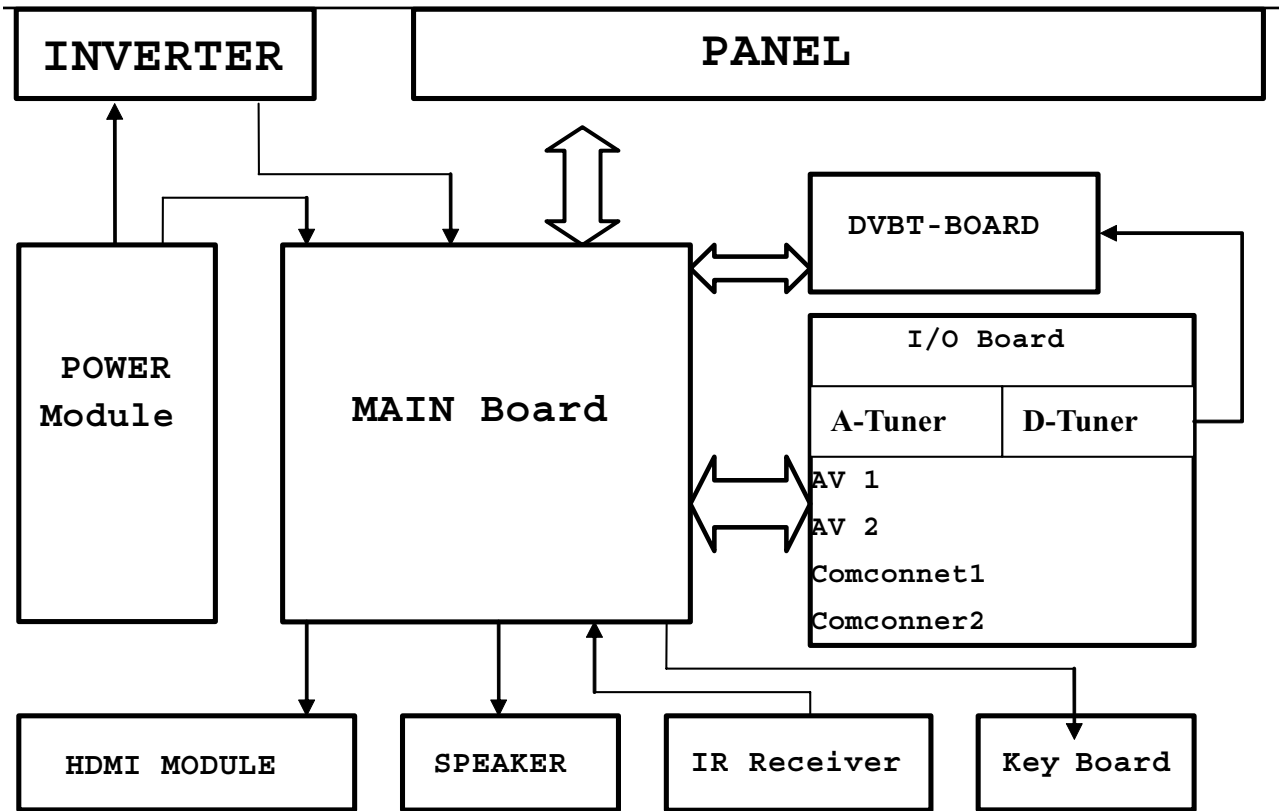 INVERTER
PANEL
DVBT-BOARD
I/O Board
POWER
Module
MAIN Board
A-Tuner
D-Tuner
AV 1
AV 2
Comconnet1
Comconner2
HDMI MODULE
SPEAKER
IR Receiver
Key Board